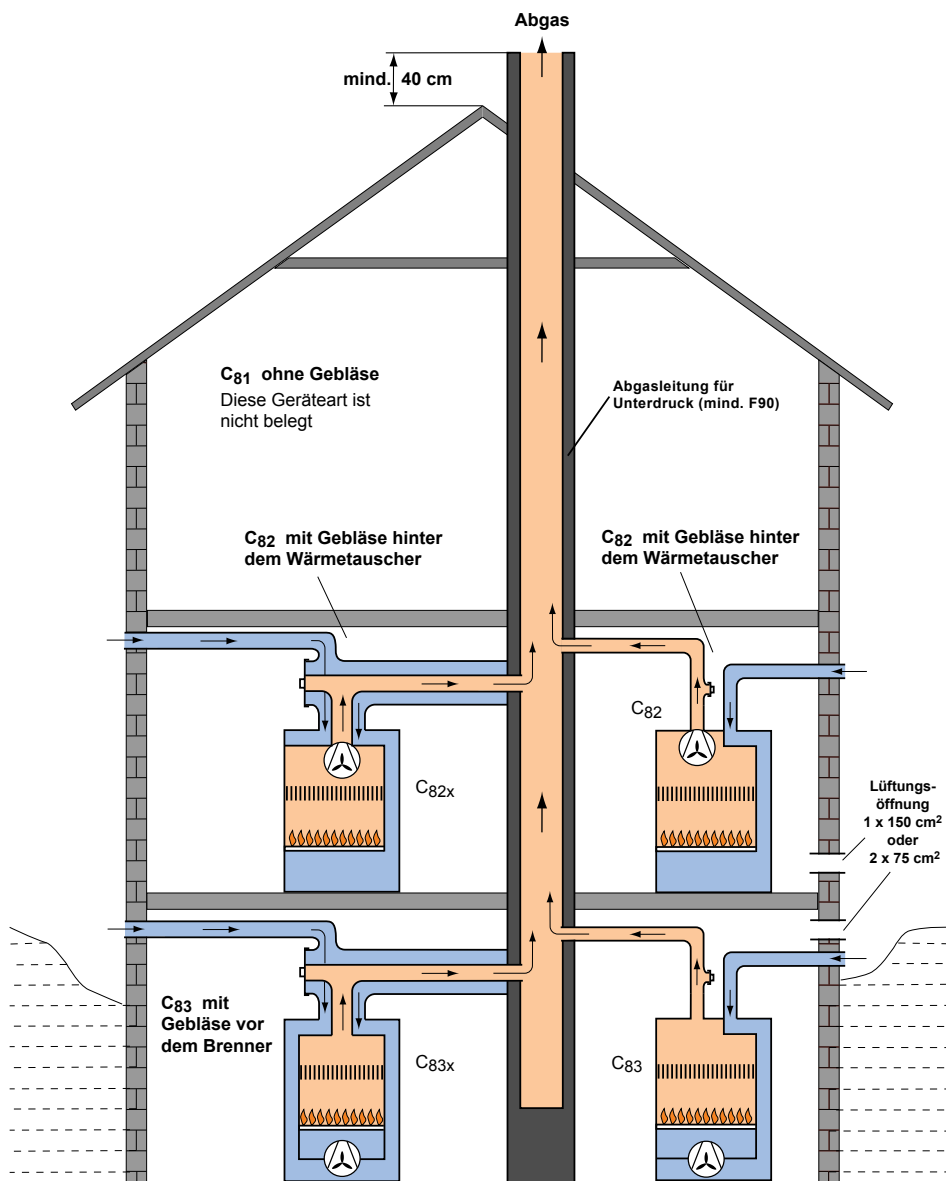 Abgas
mind. 40 cm
C81 ohne Gebläse
Diese Geräteart ist
nicht belegt
Abgasleitung für
Unterdruck (mind. F90)
C82 mit Gebläse hinter
dem Wärmetauscher
C82 mit Gebläse hinter
dem Wärmetauscher
C82
C82x
Lüftungs-
öffnung
1 x 150 cm²
oder
2 x 75 cm²
C83 mit
Gebläse vor
dem Brenner
C83x
C83